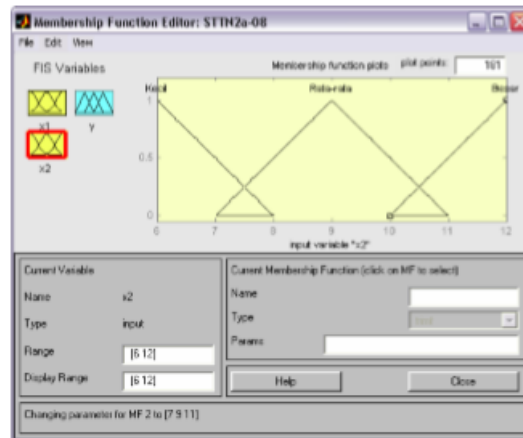 Membership Function Editor: STTN2a-08
File Edit View
FIS Variables
Membership function plots plot points: 181
x1
y
x2
Kecil Rata-rata Besar
1
0.5
0
6 7 8 9 10 11 12
input variable "x2"
Current Variable
Name x2
Type input
Range [6 12]
Display Range [6 12]
Current Membership Function (click on MF to select)
Name
Type
Params
Help Close
Changing parameter for MF 2 to [7 9 11]